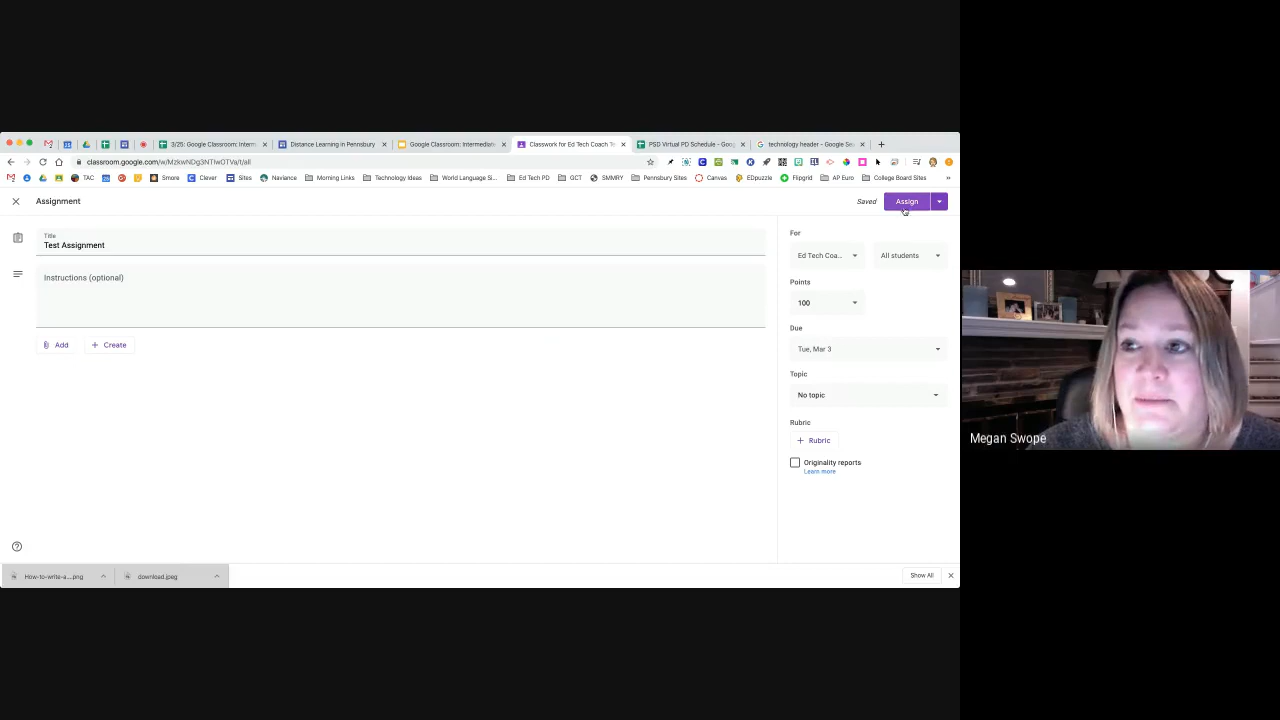 3/25: Google Classroom: Interm
Distance Learning in Pennsbury
Google Classroom: Intermedia
Classwork for Ed Tech Coach T
PSD Virtual PD Schedule - Goog
technology header - Google Se
classroom.google.com/w/MzkwNDg3NTIwOTVa/t/all
TAC
Smore
Clever
Sites
Naviance
Morning Links
Technology Ideas
World Language Si...
Ed Tech PD
GCT
SMMRY
Pennsbury Sites
Canvas
EDpuzzle
Flipgrid
AP Euro
College Board Sites
»
Assignment
Saved
Assign
Title
Test Assignment
Instructions (optional)
Add
Create
For
Ed Tech Coa...
All students
Points
100
Due
Tue, Mar 3
Topic
No topic
Rubric
+ Rubric
Originality reports
Learn more
Megan Swope
How-to-write-a....png
download.jpeg
Show All